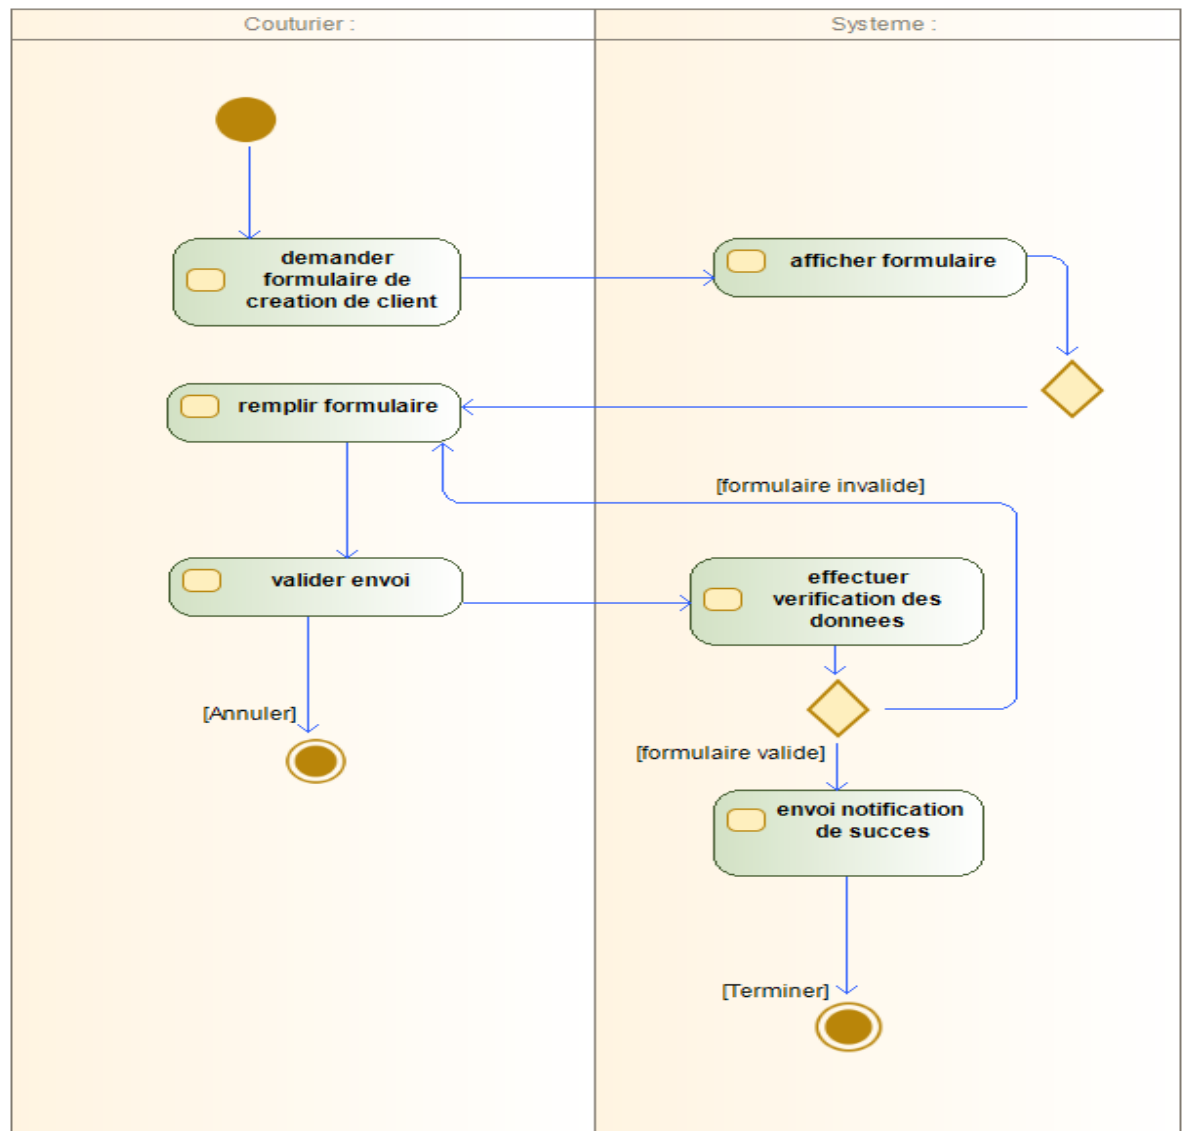 Couturier :
Systeme :
demander
formulaire de
creation de client
afficher formulaire
remplir formulaire
[formulaire invalide]
valider envoi
effectuer
verification des
donnees
[Annuler]
[formulaire valide]
envoi notification
de succes
[Terminer]